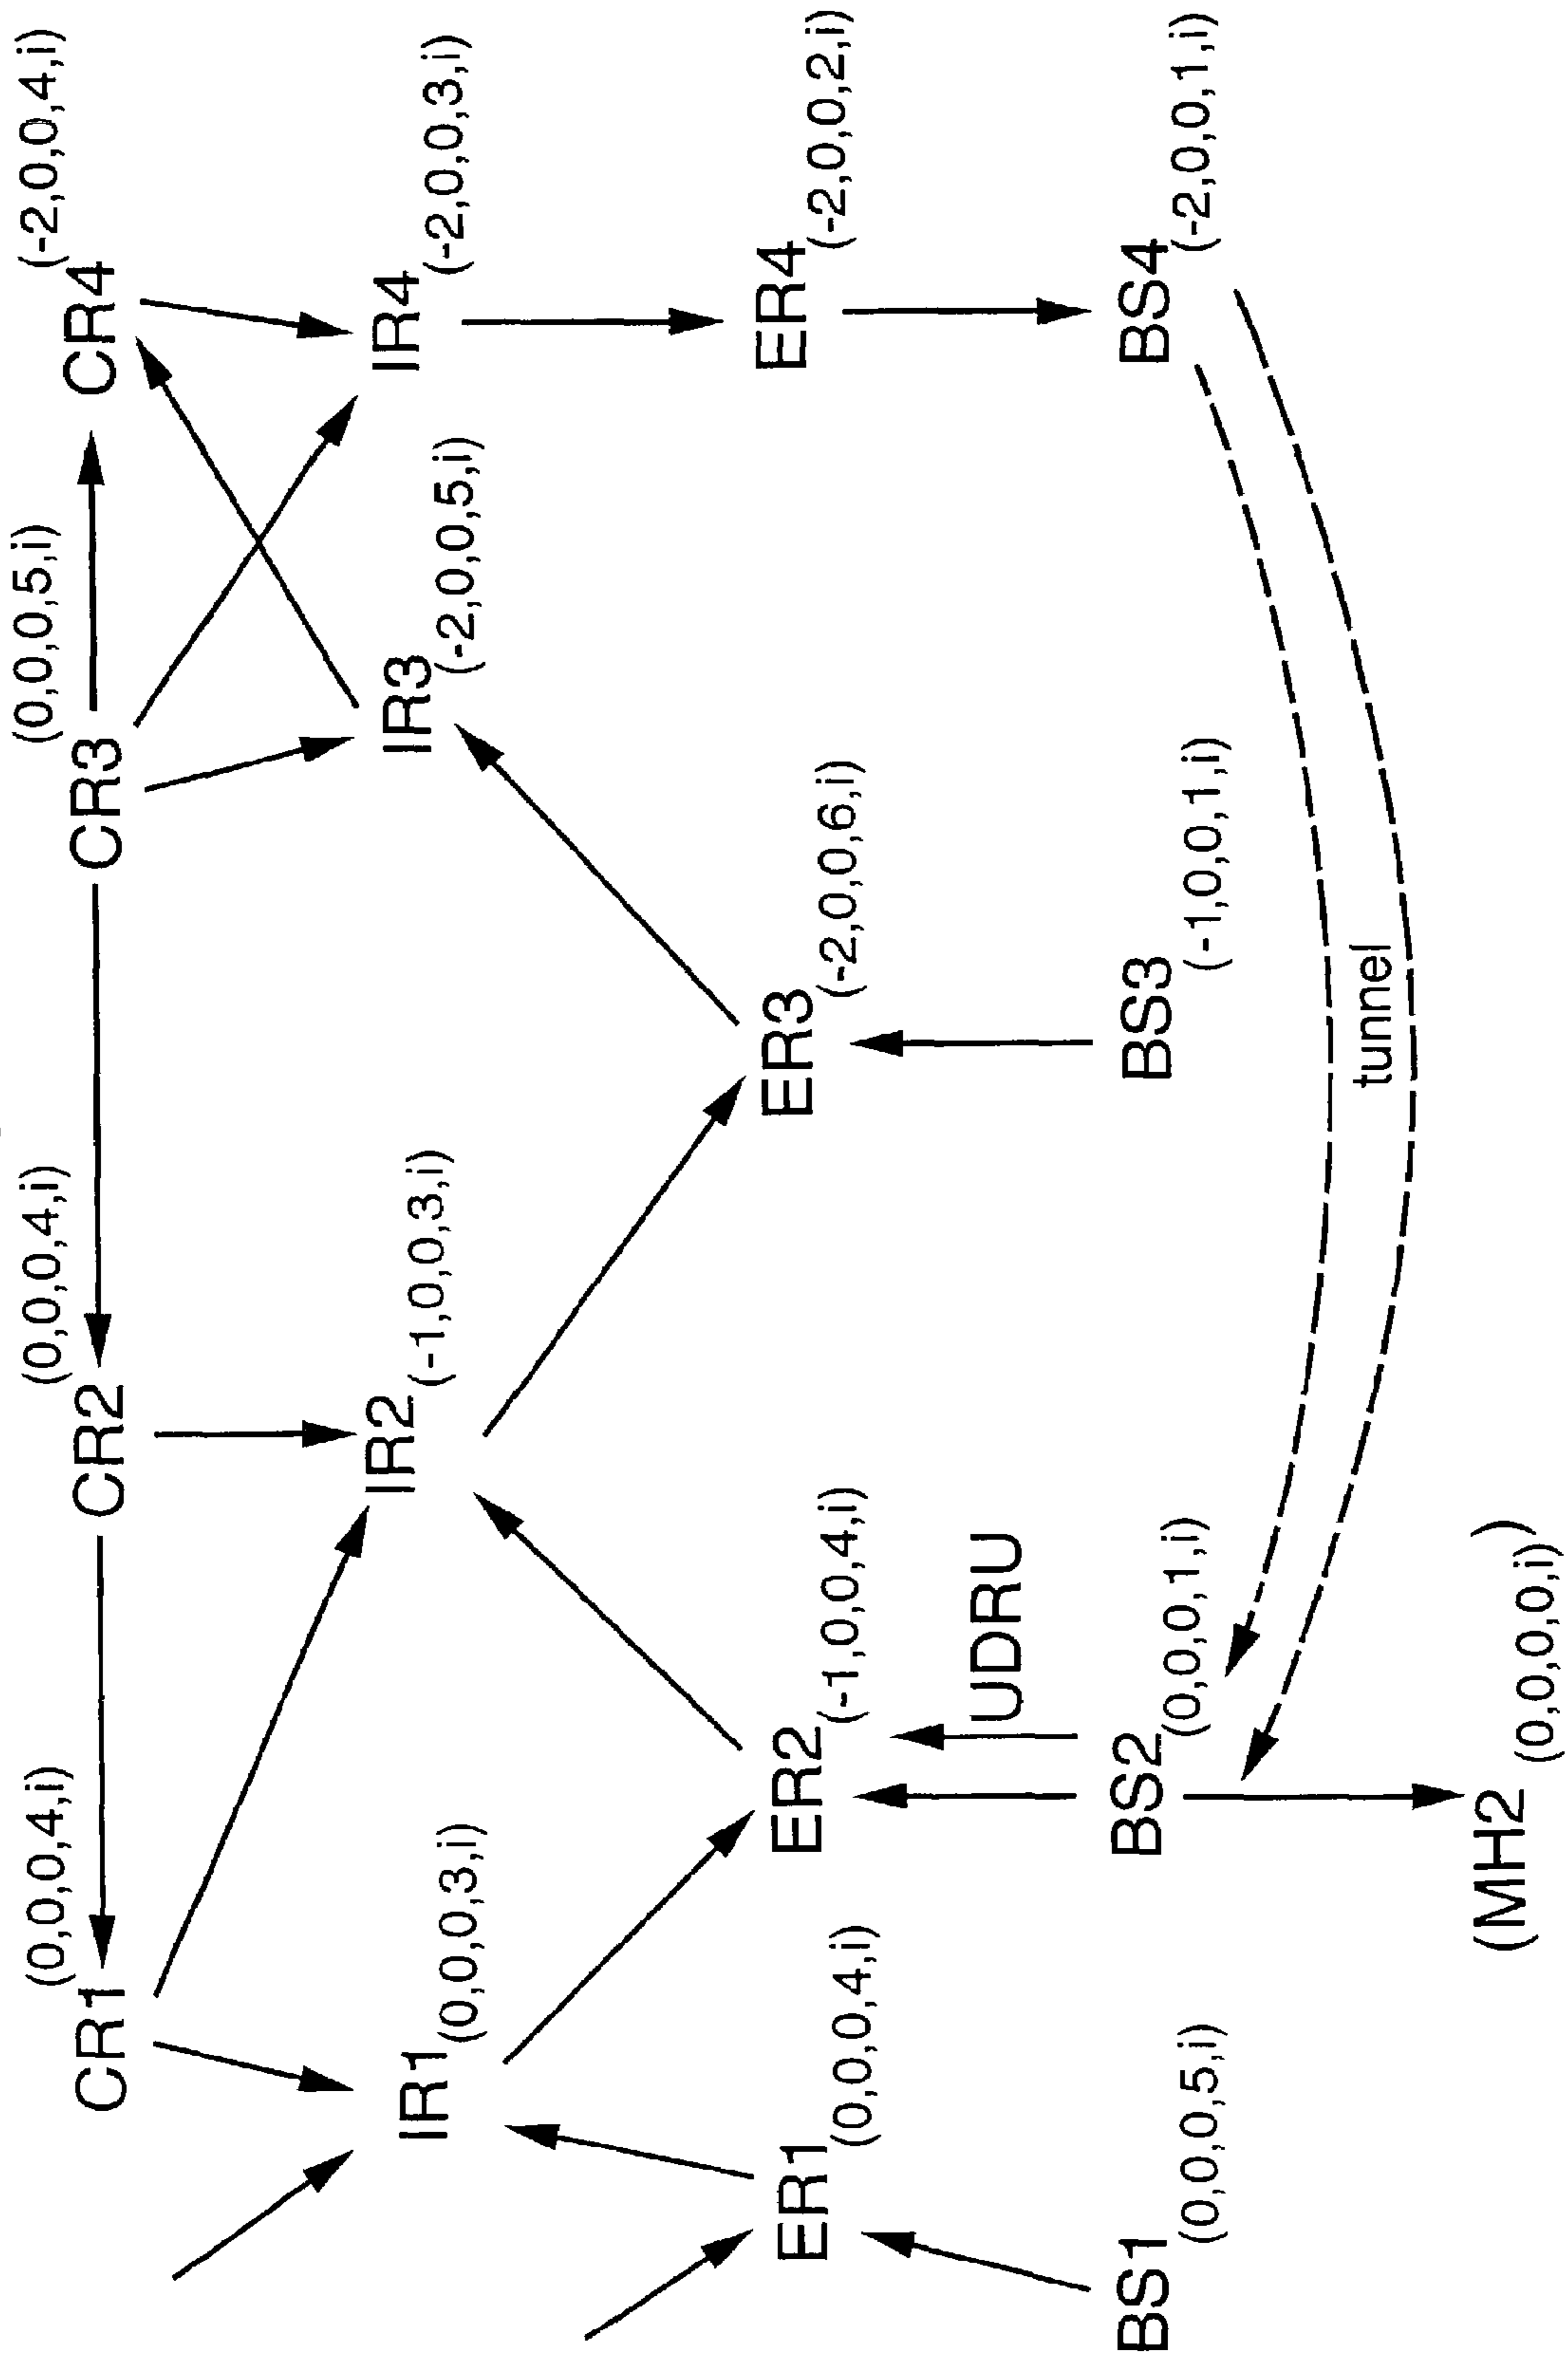 CR1 (0,0,0,4,i)
CR2 (0,0,0,4,i)
CR3 (0,0,0,5,i)
CR4 (-2,0,0,4,i)
IR1 (0,0,0,3,i)
IR2 (-1,0,0,3,i)
IR3 (-2,0,0,5,i)
IR4 (-2,0,0,3,i)
ER1 (0,0,0,4,i)
ER2 (-1,0,0,4,i)
ER3 (-2,0,0,6,i)
ER4 (-2,0,0,2,i)
UDRU
BS1 (0,0,0,5,i)
BS2 (0,0,0,1,i)
BS3 (-1,0,0,1,i)
BS4 (-2,0,0,1,i)
tunnel
(MH2 (0,0,0,0,i) )